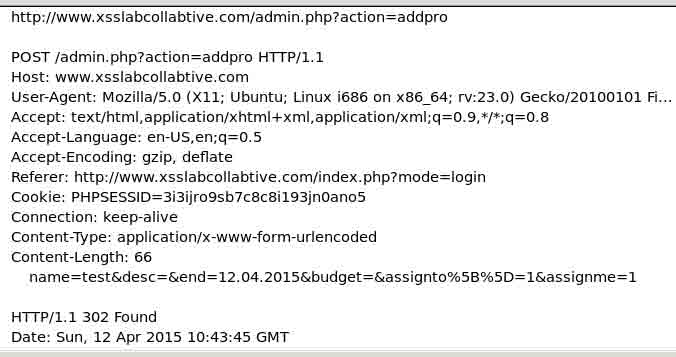 http://www.xsslabcollabtive.com/admin.php?action=addpro
POST /admin.php?action=addpro HTTP/1.1
Host: www.xsslabcollabtive.com
User-Agent: Mozilla/5.0 (X11; Ubuntu; Linux i686 on x86_64; rv:23.0) Gecko/20100101 Fi...
Accept: text/html,application/xhtml+xml,application/xml;q=0.9,*/*;q=0.8
Accept-Language: en-US,en;q=0.5
Accept-Encoding: gzip, deflate
Referer: http://www.xsslabcollabtive.com/index.php?mode=login
Cookie: PHPSESSID=3i3ijro9sb7c8c8i193jn0ano5
Connection: keep-alive
Content-Type: application/x-www-form-urlencoded
Content-Length: 66
name=test&desc=&end=12.04.2015&budget=&assignto%5B%5D=1&assignme=1
HTTP/1.1 302 Found
Date: Sun, 12 Apr 2015 10:43:45 GMT